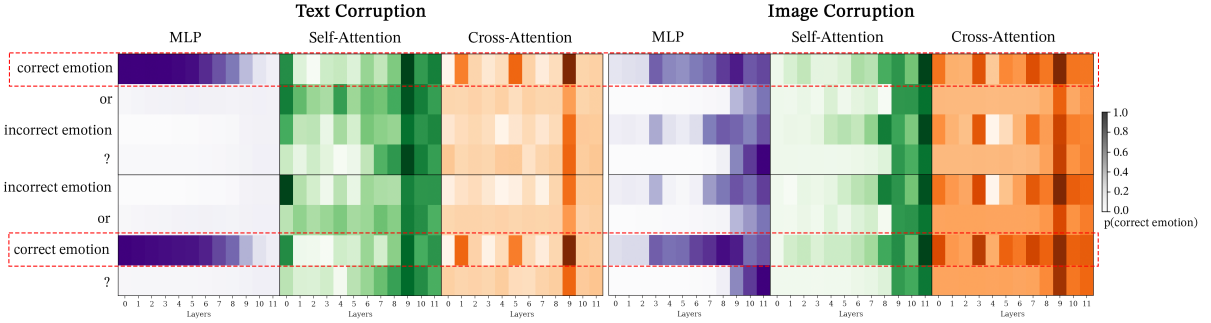 Text Corruption
Image Corruption
MLP
Self-Attention
Cross-Attention
MLP
Self-Attention
Cross-Attention
correct emotion
or
incorrect emotion
?
incorrect emotion
or
correct emotion
?
1.0
0.8
0.6
0.4
0.2
0.0
p(correct emotion)
0 1 2 3 4 5 6 7 8 9 10 11
0 1 2 3 4 5 6 7 8 9 10 11
0 1 2 3 4 5 6 7 8 9 10 11
0 1 2 3 4 5 6 7 8 9 10 11
0 1 2 3 4 5 6 7 8 9 10 11
0 1 2 3 4 5 6 7 8 9 10 11
Layers
Layers
Layers
Layers
Layers
Layers